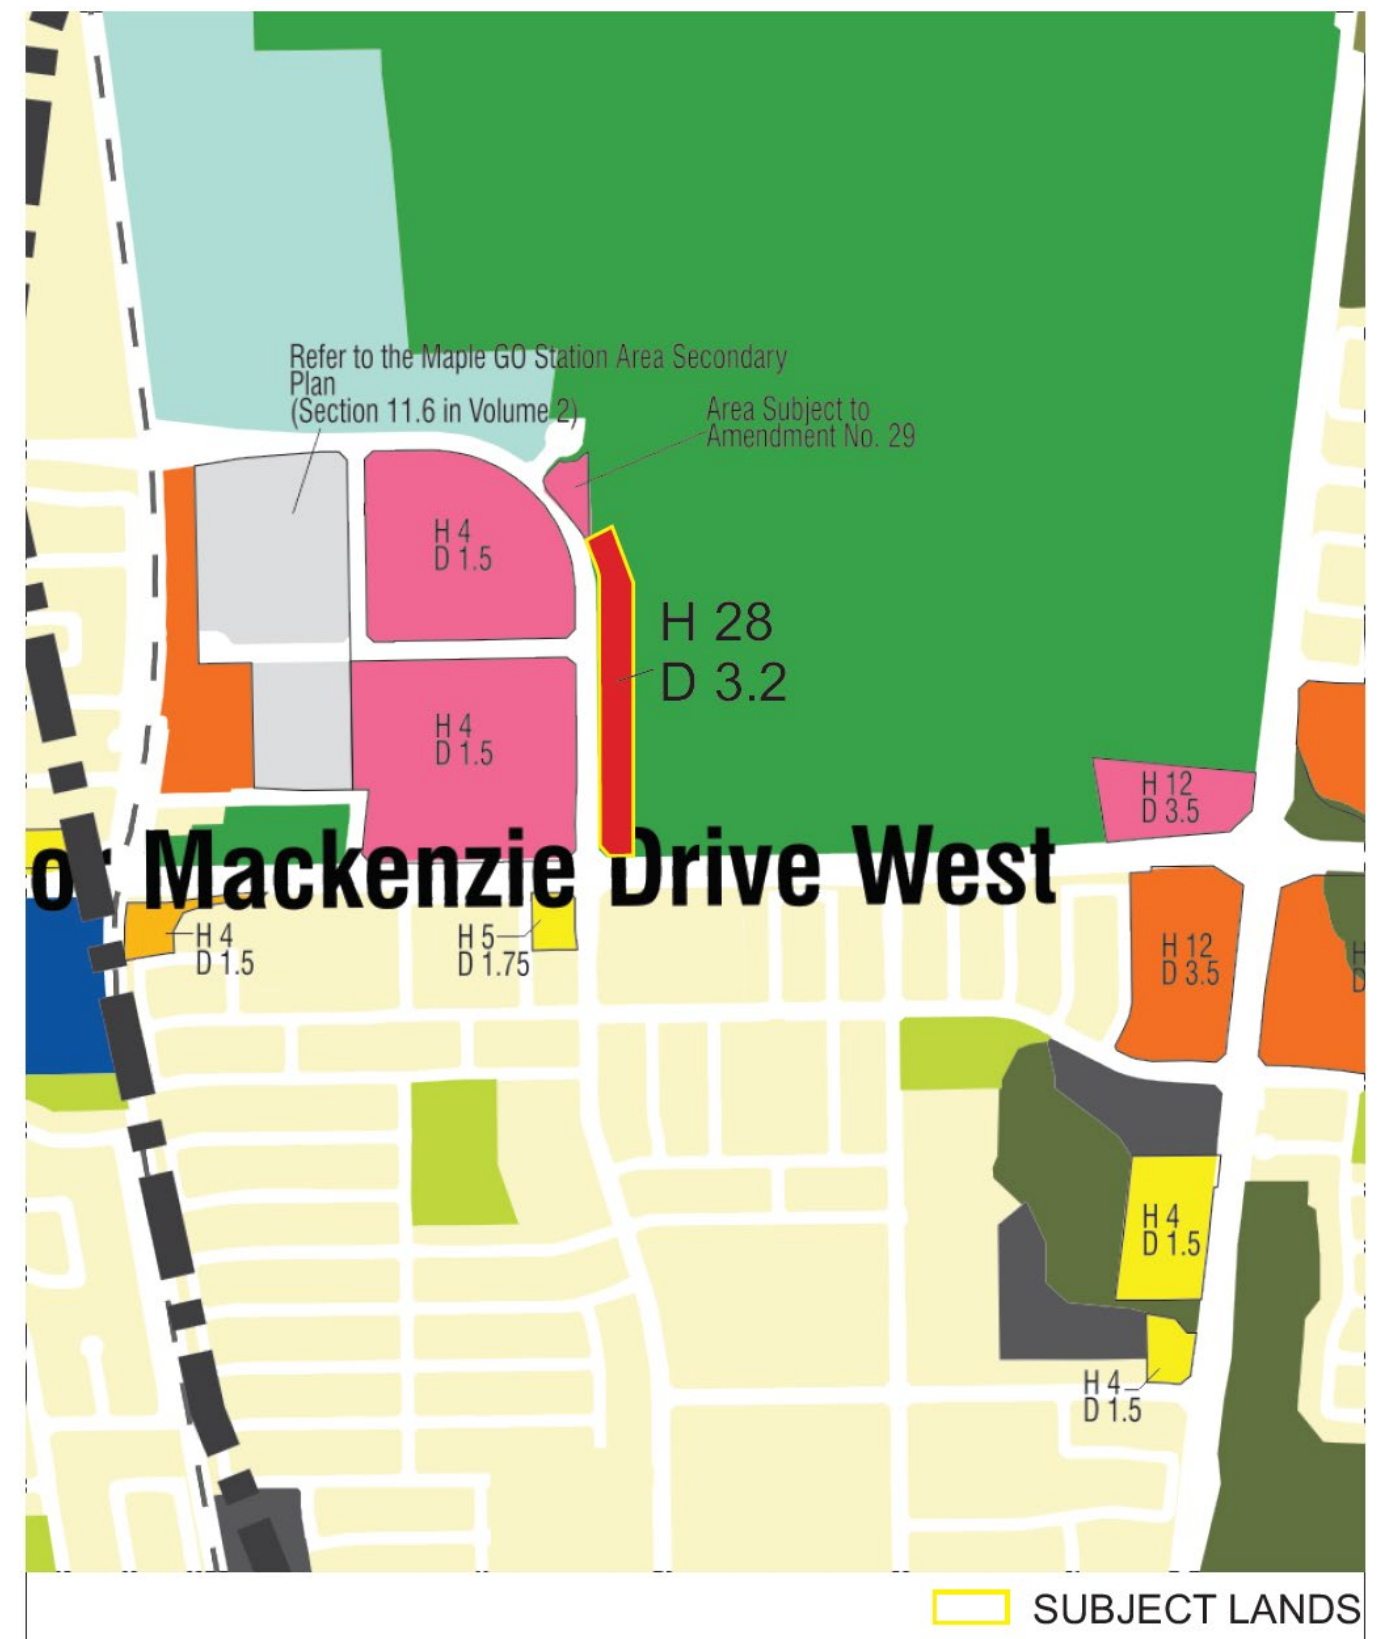 Refer to the Maple GO Station Area Secondary
Plan
(Section 11.6 in Volume 2)
Area Subject to
Amendment No. 29
H 4
D 1.5
H 28
D 3.2
H 4
D 1.5
H 12
D 3.5
or Mackenzie Drive West
H 4
D 1.5
H 5
D 1.75
H 12
D 3.5
H
D
H 4
D 1.5
H 4
D 1.5
SUBJECT LANDS